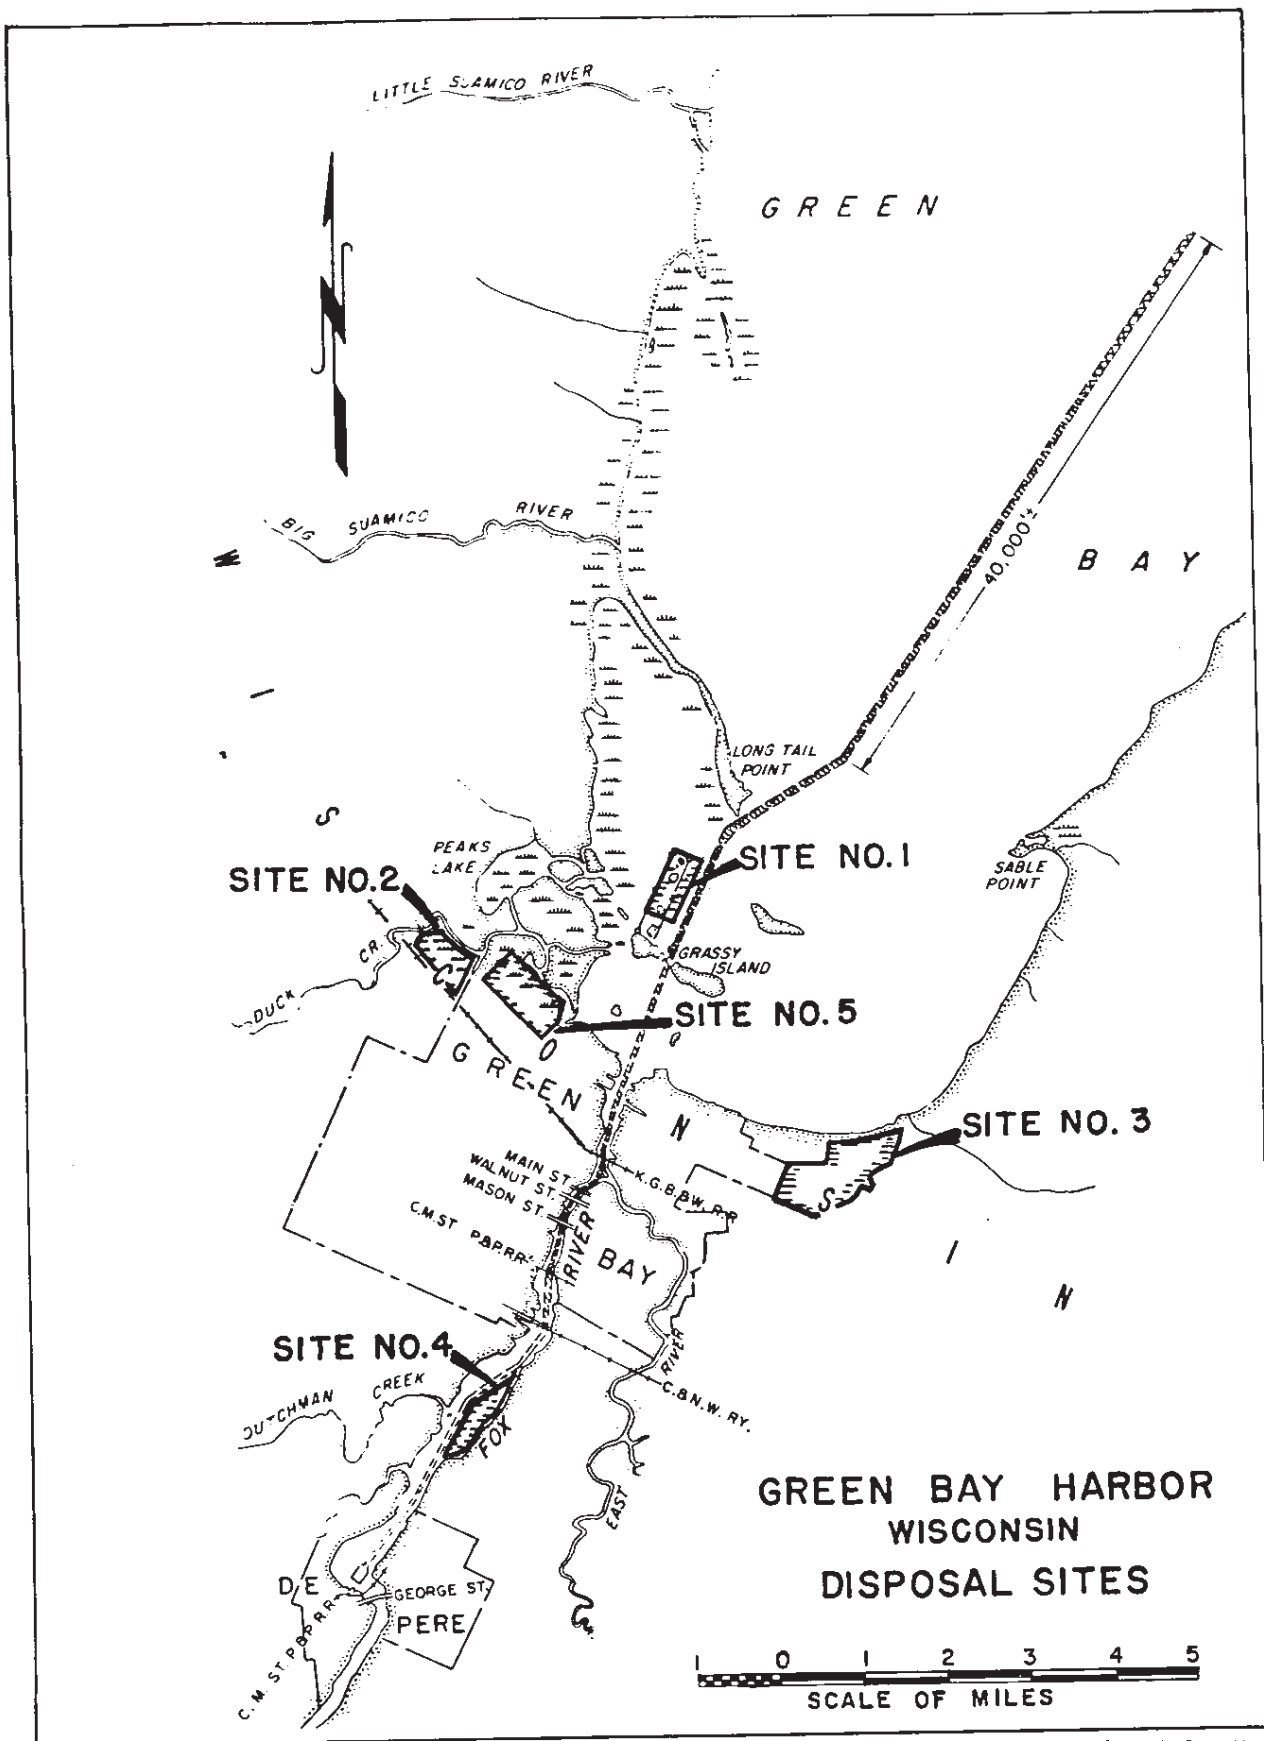 LITTLE SUAMICO RIVER
GREEN
N
BIG SUAMICO RIVER
40,000'±
BAY
W
I
S
LONG TAIL
POINT
PEAKS
LAKE
SITE NO. 1
SITE NO. 2
SABLE
POINT
DUCK CR.
C
GRASSY
ISLAND
SITE NO. 5
O
GREEN
N
SITE NO. 3
MAIN ST.
WALNUT ST.
MASON ST.
K.G.B.&W. R.R.
S
C.M.ST. P.&P.RR.
RIVER
BAY
I
N
SITE NO. 4
RIVER
C.&N.W. RY.
DUTCHMAN CREEK
FOX
EAST
GREEN BAY HARBOR
WISCONSIN
DISPOSAL SITES
DE
GEORGE ST.
PERE
C. M. ST. P.&P. RR
1 0 1 2 3 4 5
SCALE OF MILES